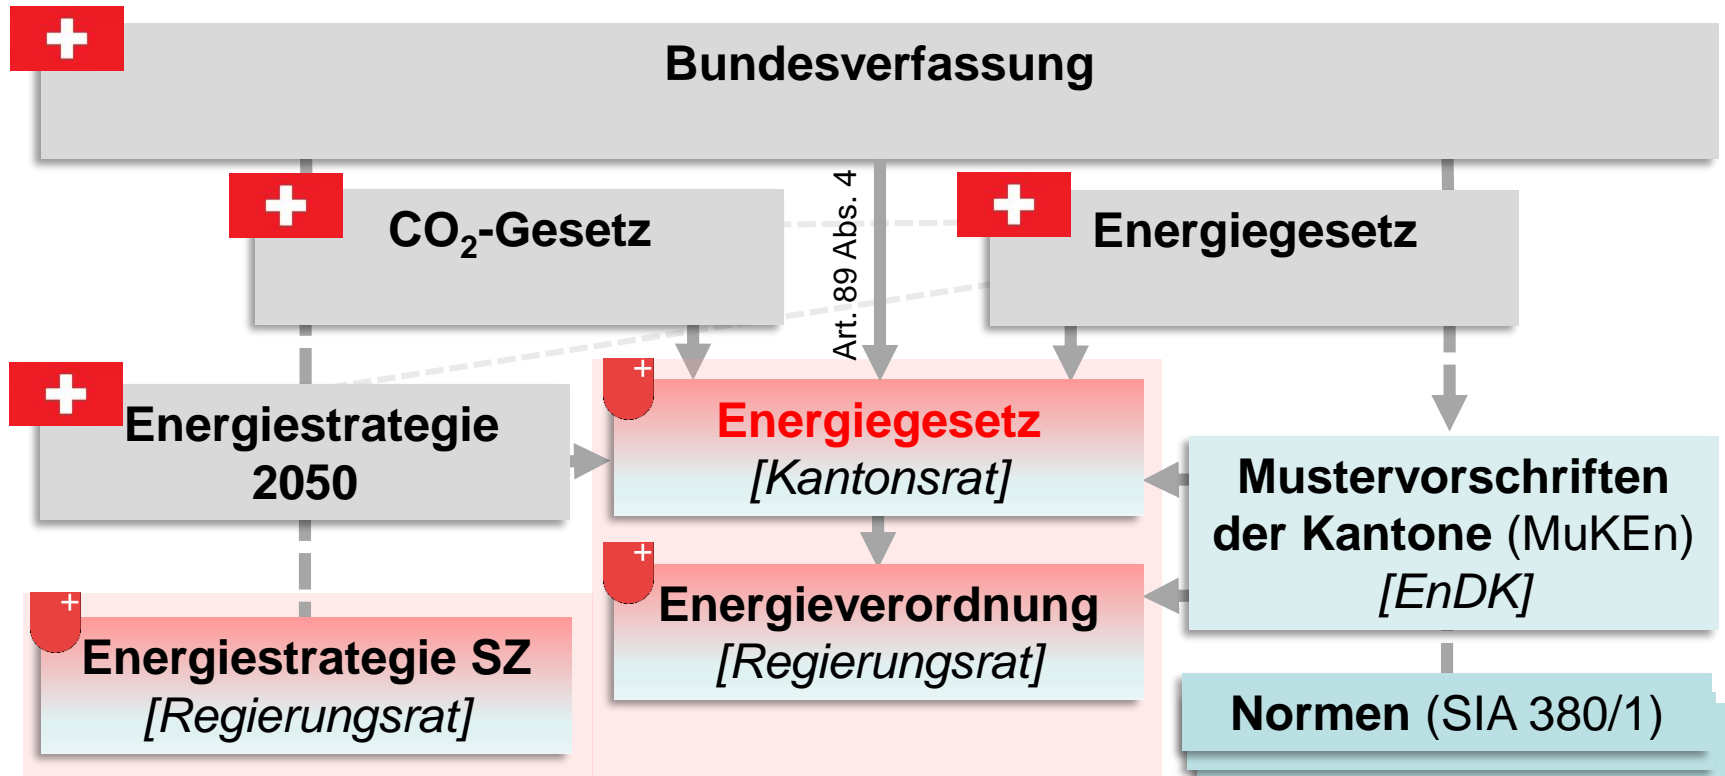 Bundesverfassung
CO₂-Gesetz
Art. 89 Abs. 4
Energiegesetz
Energiestrategie
2050
Energiegesetz
[Kantonsrat]
Mustervorschriften
der Kantone (MuKEn)
[EnDK]
Energieverordnung
[Regierungsrat]
Energiestrategie SZ
[Regierungsrat]
Normen (SIA 380/1)